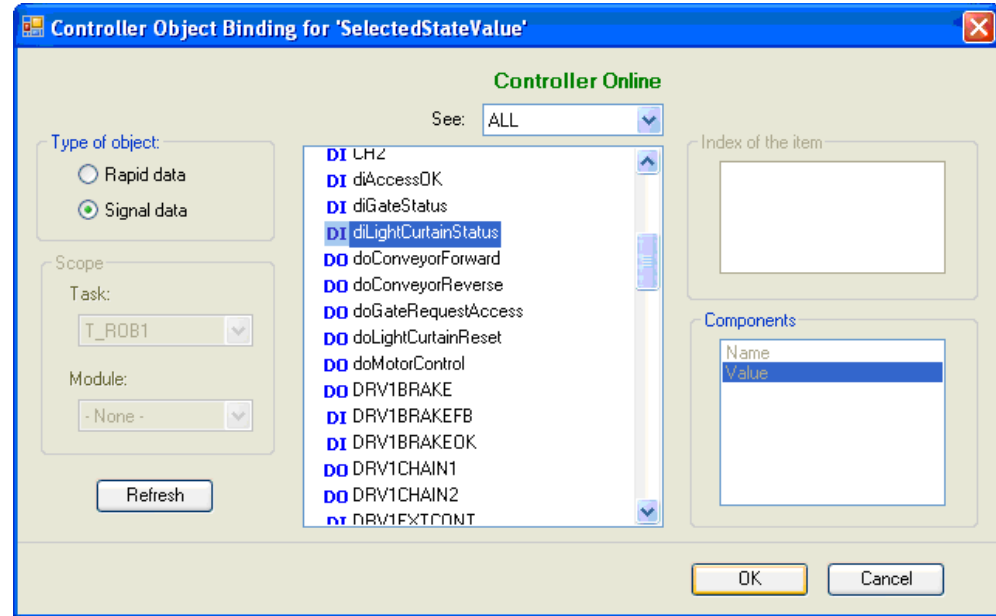 Controller Object Binding for 'SelectedStateValue'
Controller Online
See: ALL
Type of object:
Rapid data
Signal data
Scope
Task:
T_ROB1
Module:
- None -
Refresh
DI CH2
DI diAccessOK
DI diGateStatus
DI diLightCurtainStatus
DO doConveyorForward
DO doConveyorReverse
DO doGateRequestAccess
DO doLightCurtainReset
DO doMotorControl
DO DRV1BRAKE
DI DRV1BRAKEFB
DI DRV1BRAKEOK
DO DRV1CHAIN1
DO DRV1CHAIN2
DI DRV1EXTCONT
Index of the item
Components
Name
Value
OK
Cancel